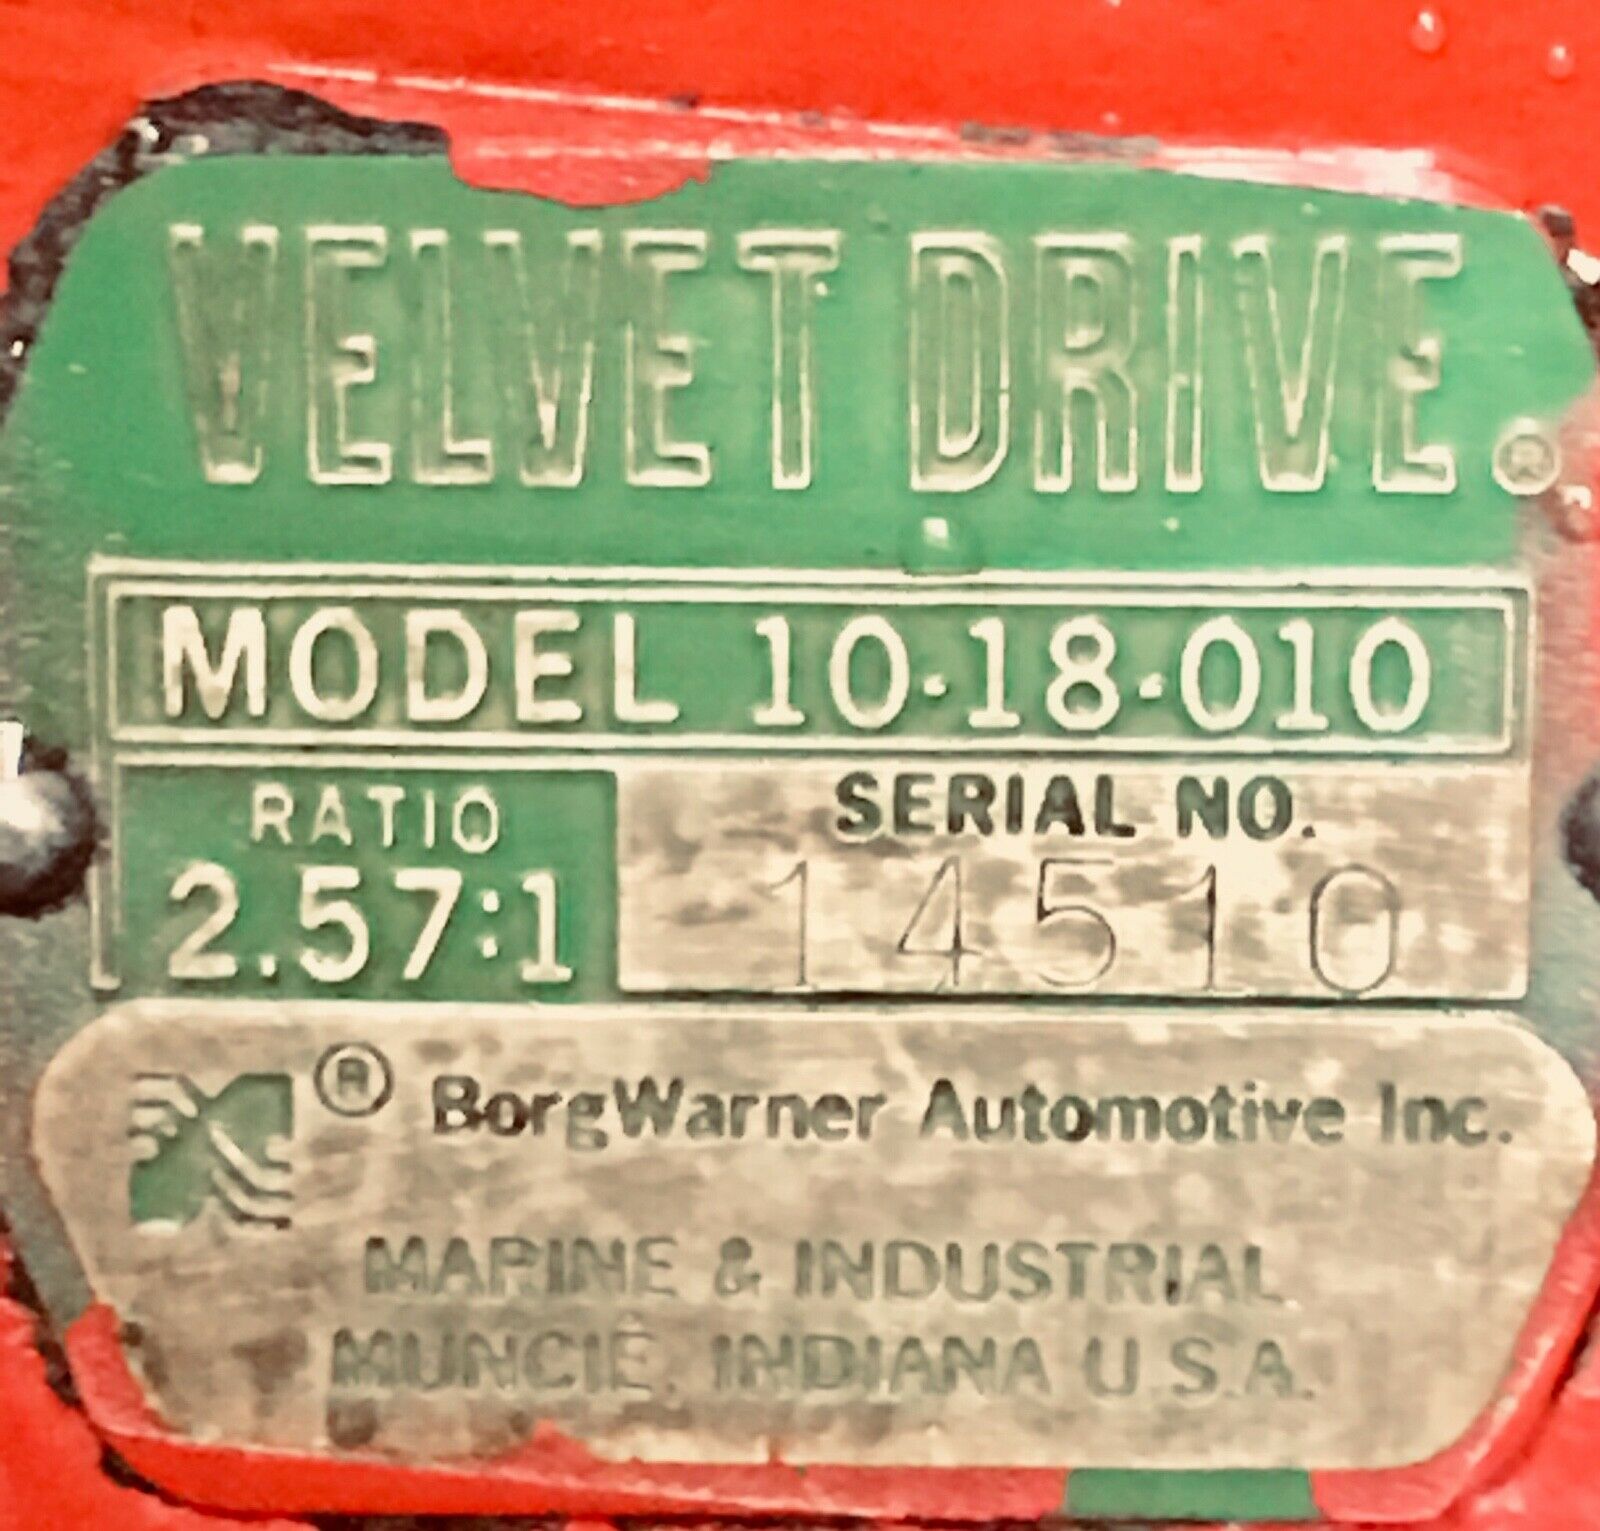 VELVET DRIVE®
MODEL 10-18-010
RATIO
2.57:1
SERIAL NO.
14510
® BorgWarner Automotive Inc.
MARINE & INDUSTRIAL
MUNCIE, INDIANA U.S.A.